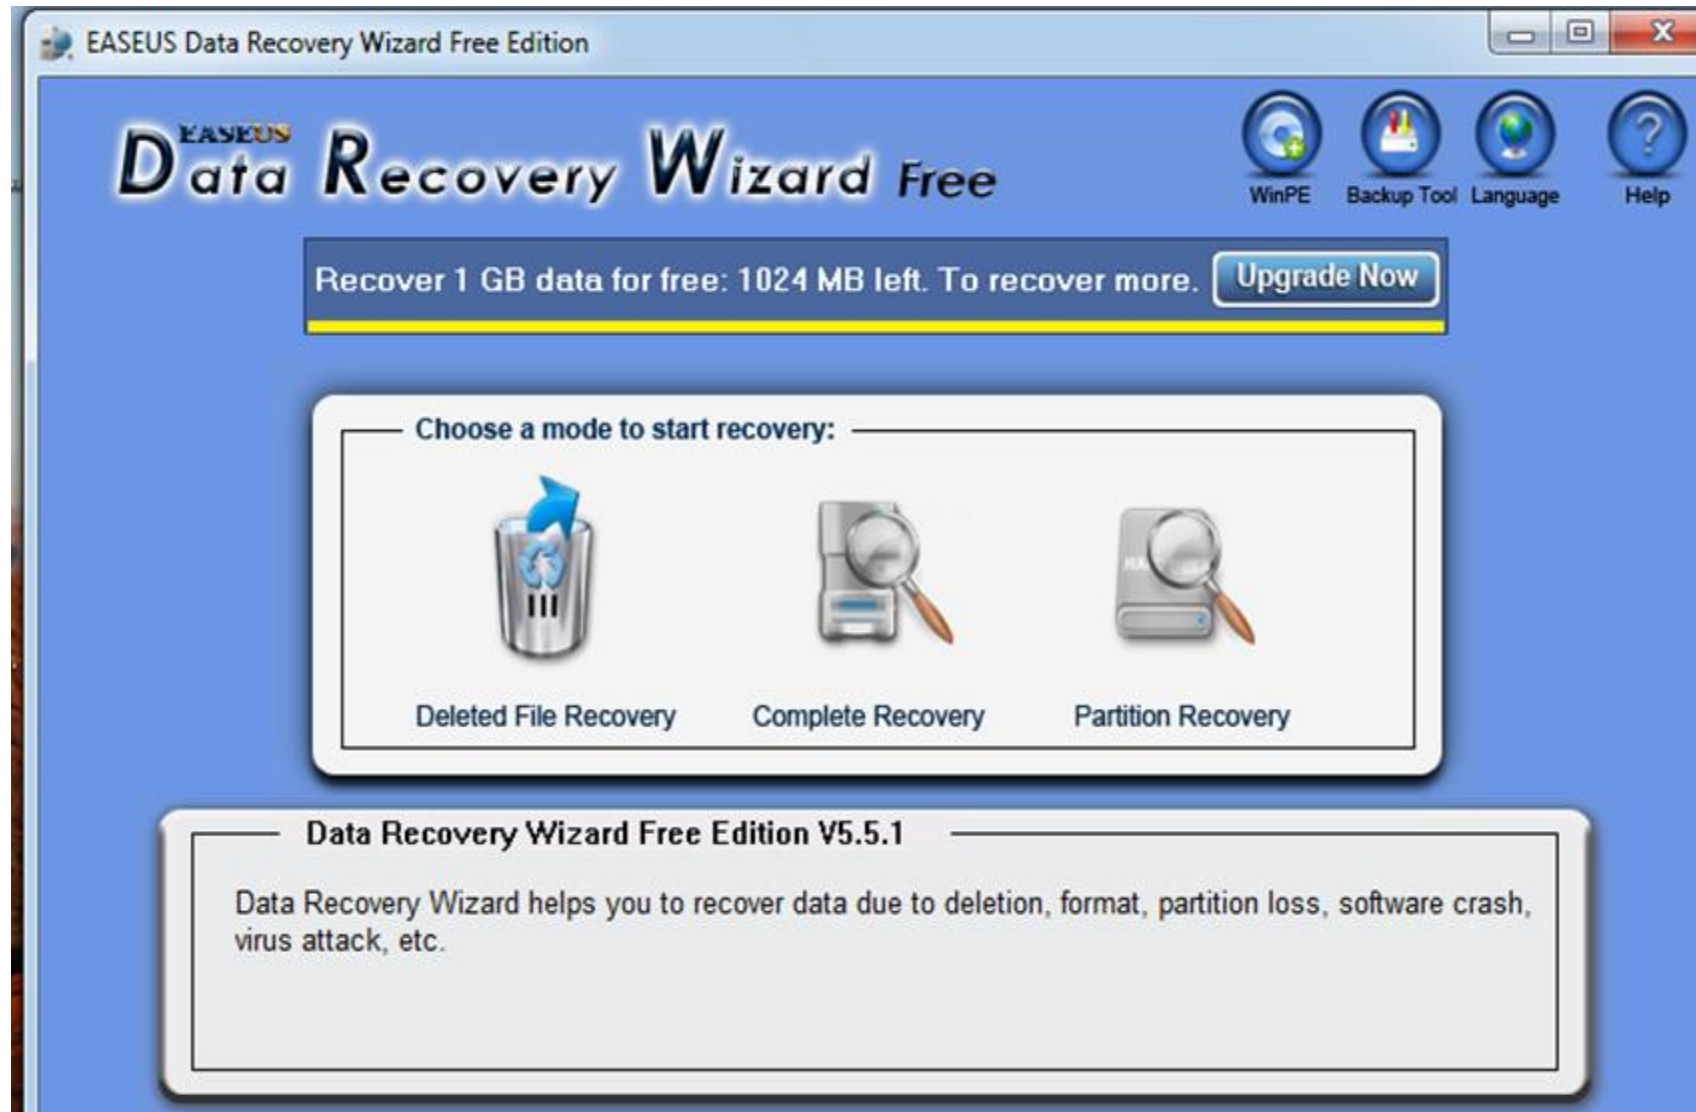 EASEUS Data Recovery Wizard Free Edition
EASEUS
Data Recovery Wizard Free
WinPE
Backup Tool
Language
Help
Recover 1 GB data for free: 1024 MB left. To recover more.
Upgrade Now
Choose a mode to start recovery:
Deleted File Recovery
Complete Recovery
Partition Recovery
Data Recovery Wizard Free Edition V5.5.1
Data Recovery Wizard helps you to recover data due to deletion, format, partition loss, software crash,
virus attack, etc.